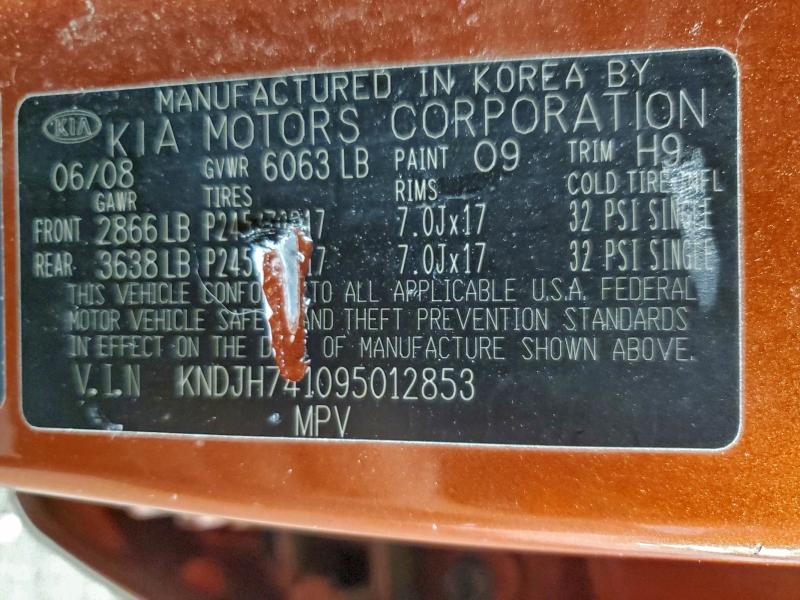 MANUFACTURED IN KOREA BY
KIA KIA MOTORS CORPORATION
06/08 GVWR 6063 LB PAINT 09 TRIM H9
GAWR TIRES RIMS COLD TIRE INFL
FRONT 2866 LB 7.0Jx17 32 PSI SINGLE
REAR 3638 LB 7.0Jx17 32 PSI SINGLE
THIS VEHICLE TO ALL APPLICABLE U.S.A. FEDERAL
MOTOR VEHICLE AND THEFT PREVENTION STANDARDS
IN EFFECT ON THE OF MANUFACTURE SHOWN ABOVE.
V.I.N KNDJH741095012853
MPV